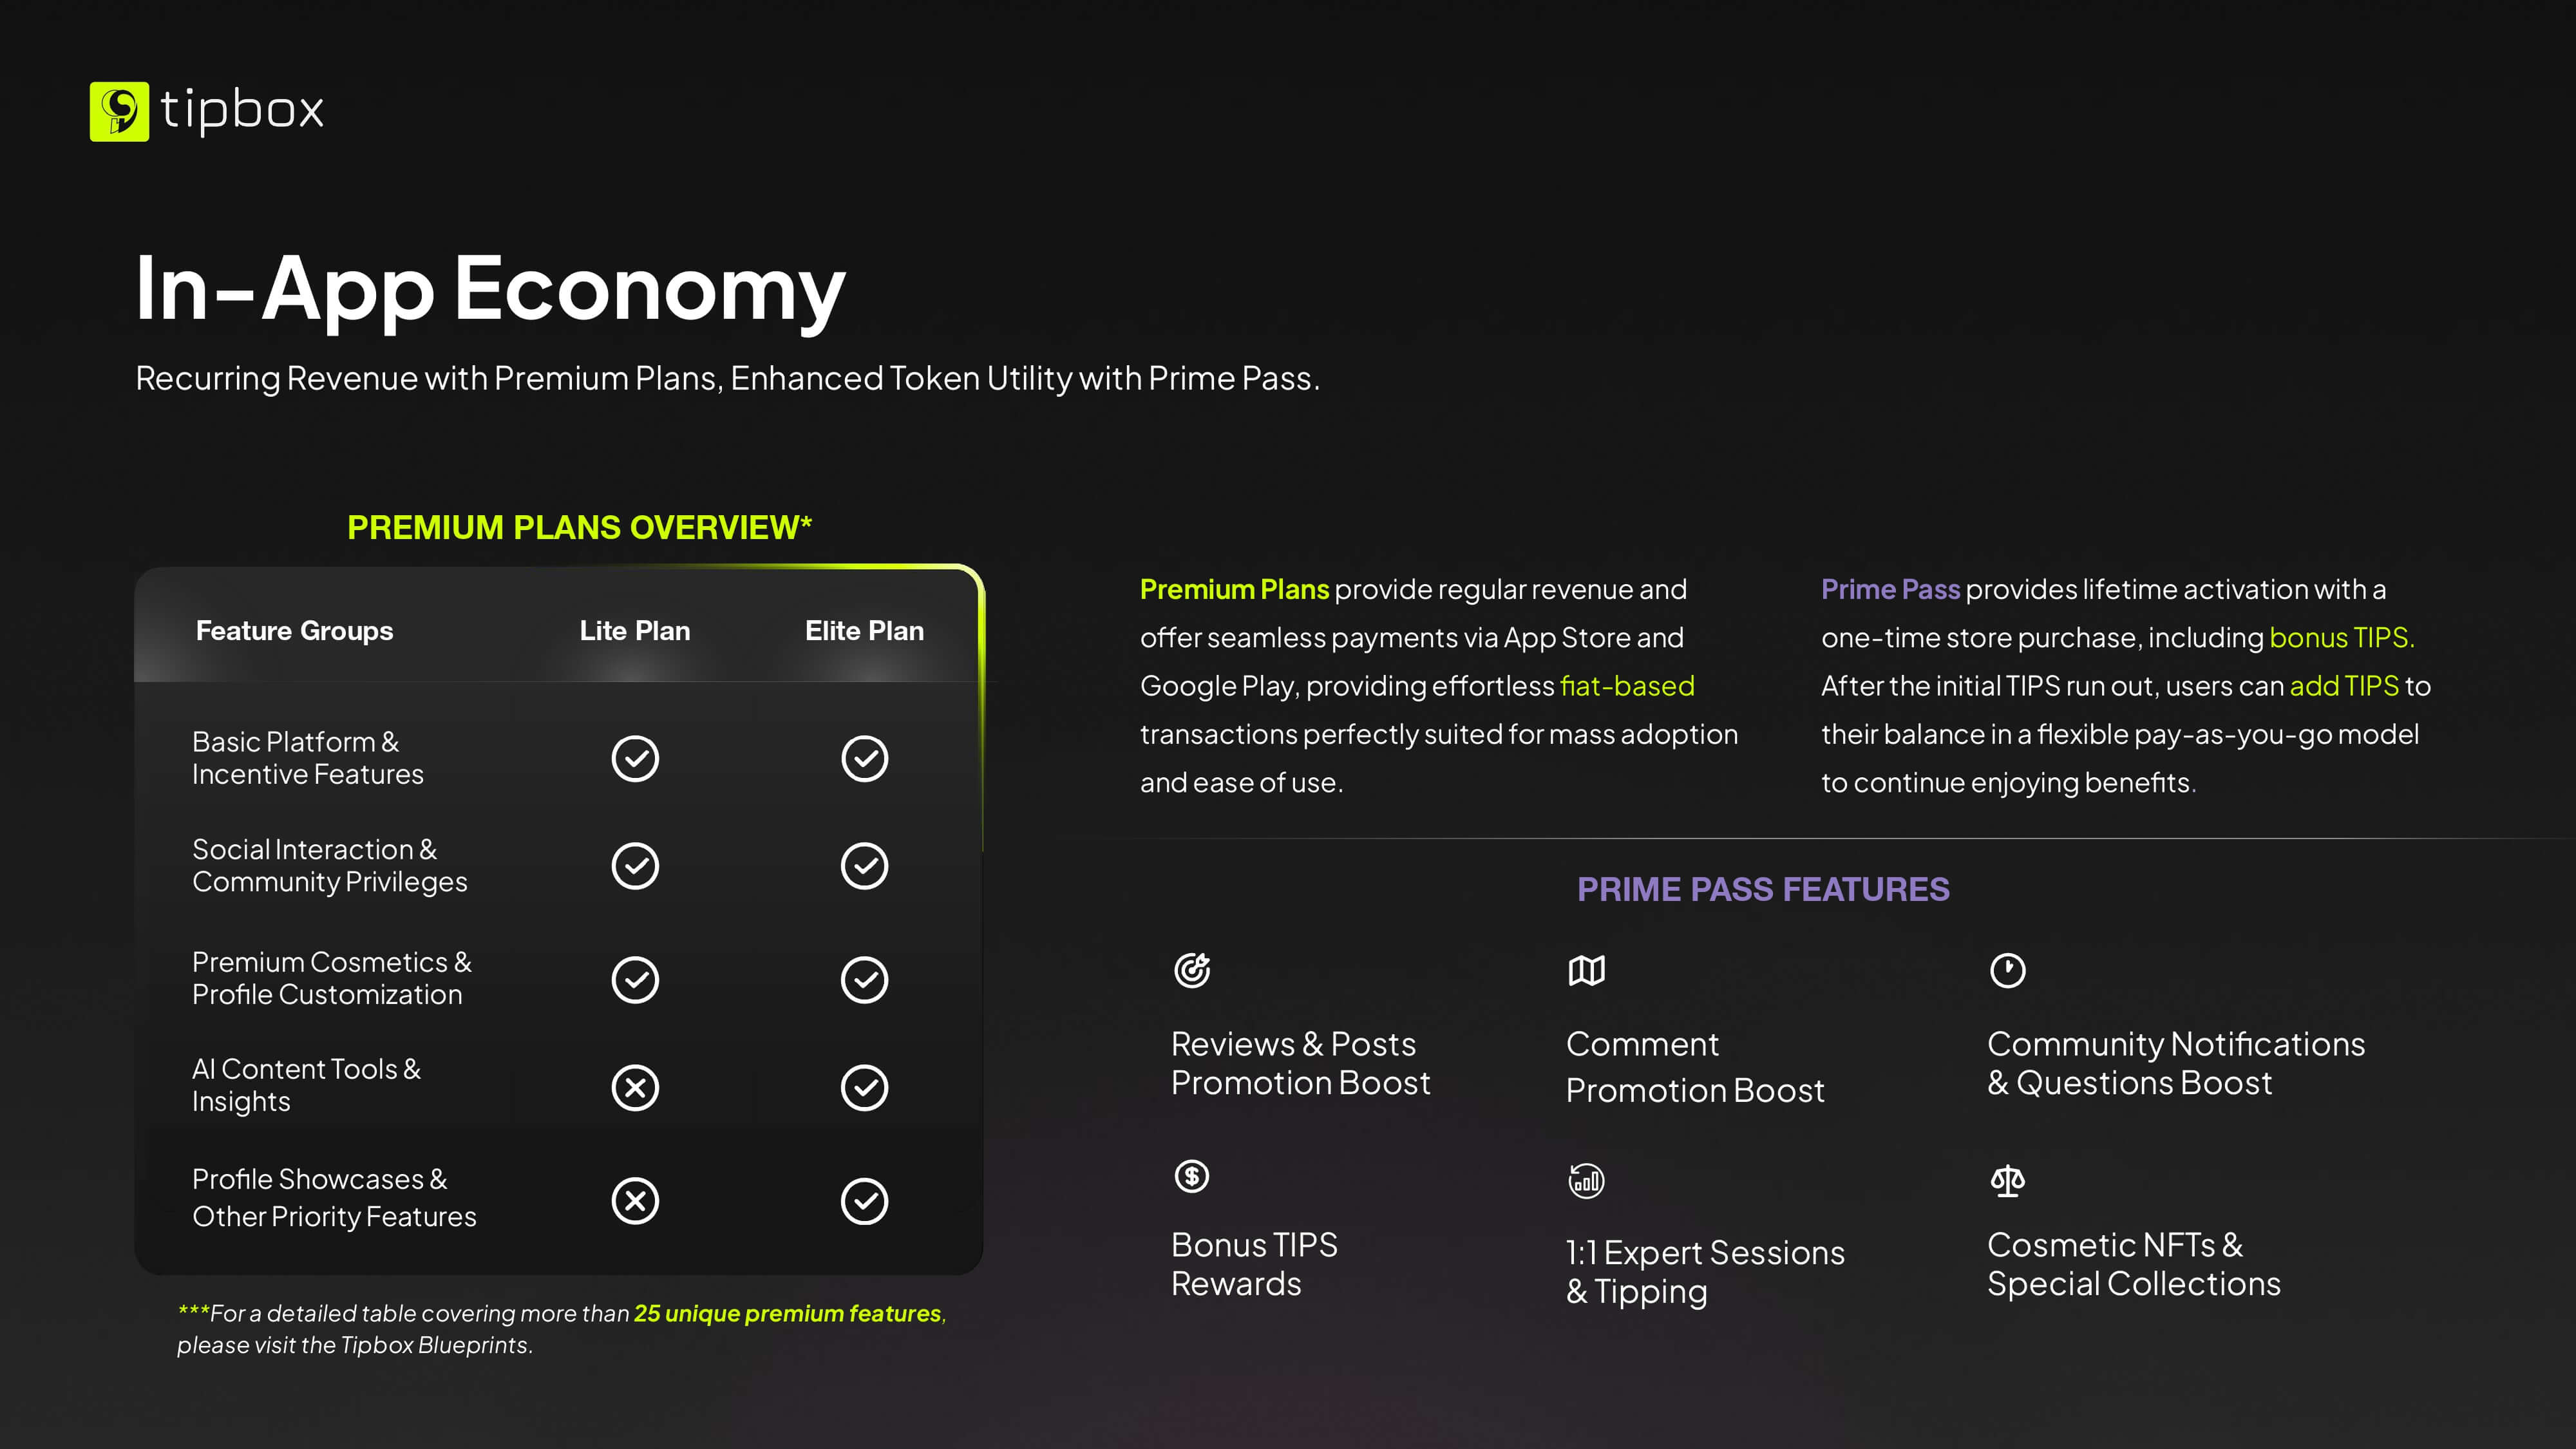 tipbox
In-App Economy
Recurring Revenue with Premium Plans, Enhanced Token Utility with Prime Pass.
PREMIUM PLANS OVERVIEW*
Feature Groups Lite Plan Elite Plan
Basic Platform &
Incentive Features
Social Interaction &
Community Privileges
Premium Cosmetics &
Profile Customization
AI Content Tools &
Insights
Profile Showcases &
Other Priority Features
***For a detailed table covering more than 25 unique premium features,
please visit the Tipbox Blueprints.
Premium Plans provide regular revenue and
offer seamless payments via App Store and
Google Play, providing effortless fiat-based
transactions perfectly suited for mass adoption
and ease of use.
Prime Pass provides lifetime activation with a
one-time store purchase, including bonus TIPS.
After the initial TIPS run out, users can add TIPS to
their balance in a flexible pay-as-you-go model
to continue enjoying benefits.
PRIME PASS FEATURES
Reviews & Posts
Promotion Boost
Comment
Promotion Boost
Community Notifications
& Questions Boost
Bonus TIPS
Rewards
1:1 Expert Sessions
& Tipping
Cosmetic NFTs &
Special Collections